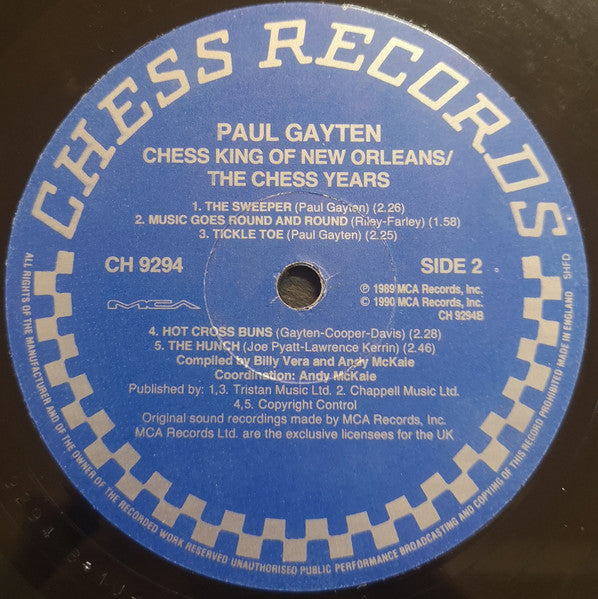 CHESS RECORDS
PAUL GAYTEN
CHESS KING OF NEW ORLEANS/
THE CHESS YEARS
1. THE SWEEPER (Paul Gayten) (2.26)
2. MUSIC GOES ROUND AND ROUND (Riley-Farley) (1.58)
3. TICKLE TOE (Paul Gayten) (2.25)
CH 9294
SIDE 2
MCA
℗ 1989 MCA Records, Inc.
© 1990 MCA Records, Inc.
CH 9294B
4. HOT CROSS BUNS (Gayten-Cooper-Davis) (2.28)
5. THE HUNCH (Joe Pyatt-Lawrence Kerrin) (2.46)
Compiled by Billy Vera and Andy McKaie
Coordination: Andy McKaie
Published by: 1,3. Tristan Music Ltd. 2. Chappell Music Ltd.
4,5. Copyright Control
Original sound recordings made by MCA Records, Inc.
MCA Records Ltd. are the exclusive licensees for the UK
ALL RIGHTS OF THE MANUFACTURER AND OF THE OWNER OF THE RECORDED WORK RESERVED UNAUTHORISED PUBLIC PERFORMANCE BROADCASTING AND COPYING OF THIS RECORD PROHIBITED MADE IN ENGLAND
SHFD